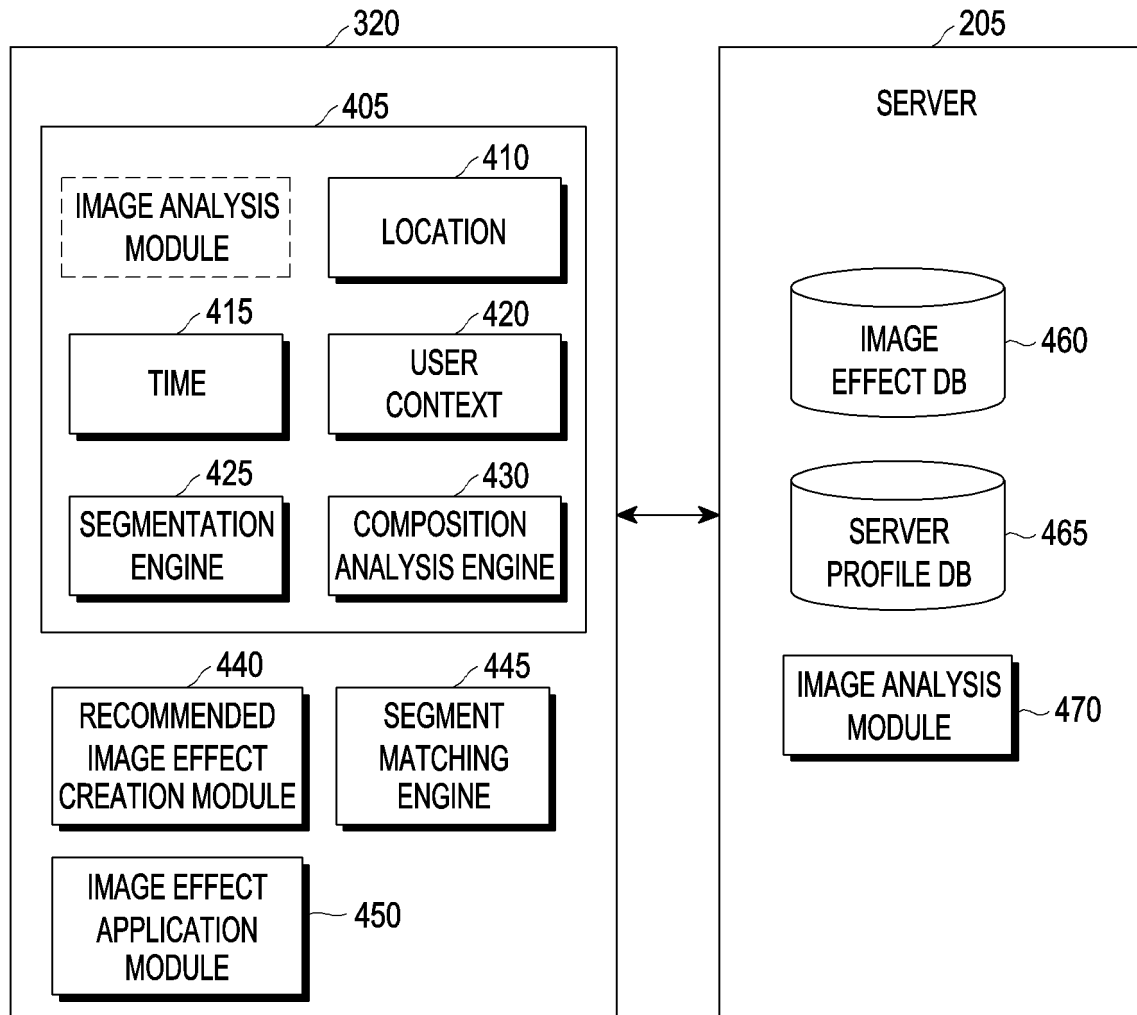 320
205
SERVER
405
IMAGE ANALYSIS
MODULE
410
LOCATION
415
TIME
420
USER
CONTEXT
425
SEGMENTATION
ENGINE
430
COMPOSITION
ANALYSIS ENGINE
440
RECOMMENDED
IMAGE EFFECT
CREATION MODULE
445
SEGMENT
MATCHING
ENGINE
IMAGE EFFECT
APPLICATION
MODULE
450
IMAGE
EFFECT DB
460
SERVER
PROFILE DB
465
IMAGE ANALYSIS
MODULE
470